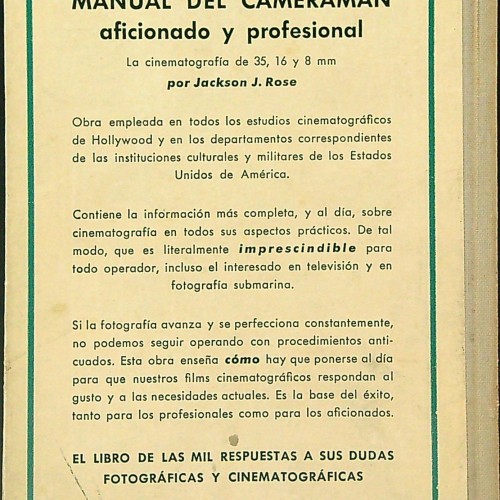 MANUAL DEL CAMERAMAN
aficionado y profesional
La cinematografía de 35, 16 y 8 mm
por Jackson J. Rose
Obra empleada en todos los estudios cinematográficos
de Hollywood y en los departamentos correspondientes
de las instituciones culturales y militares de los Estados
Unidos de América.
Contiene la información más completa, y al día, sobre
cinematografía en todos sus aspectos prácticos. De tal
modo, que es literalmente imprescindible para
todo operador, incluso el interesado en televisión y en
fotografía submarina.
Si la fotografía avanza y se perfecciona constantemente,
no podemos seguir operando con procedimientos anti-
cuados. Esta obra enseña cómo hay que ponerse al día
para que nuestros films cinematográficos respondan al
gusto y a las necesidades actuales. Es la base del éxito,
tanto para los profesionales como para los aficionados.
EL LIBRO DE LAS MIL RESPUESTAS A SUS DUDAS
FOTOGRÁFICAS Y CINEMATOGRÁFICAS